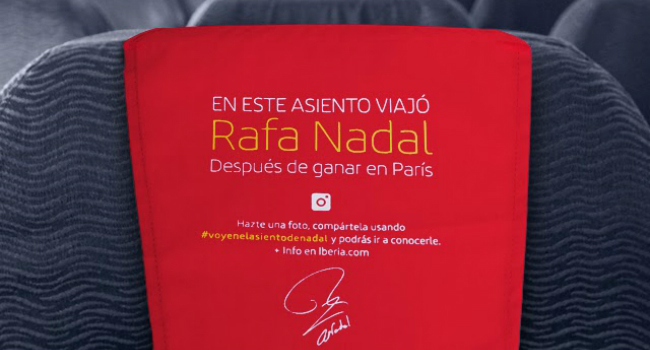 EN ESTE ASIENTO VIAJÓ
Rafa Nadal
Después de ganar en París
Hazte una foto, compártela usando
#voyenelasientodenadal y podrás ir a conocerle.
+ Info en Iberia.com
Nadal